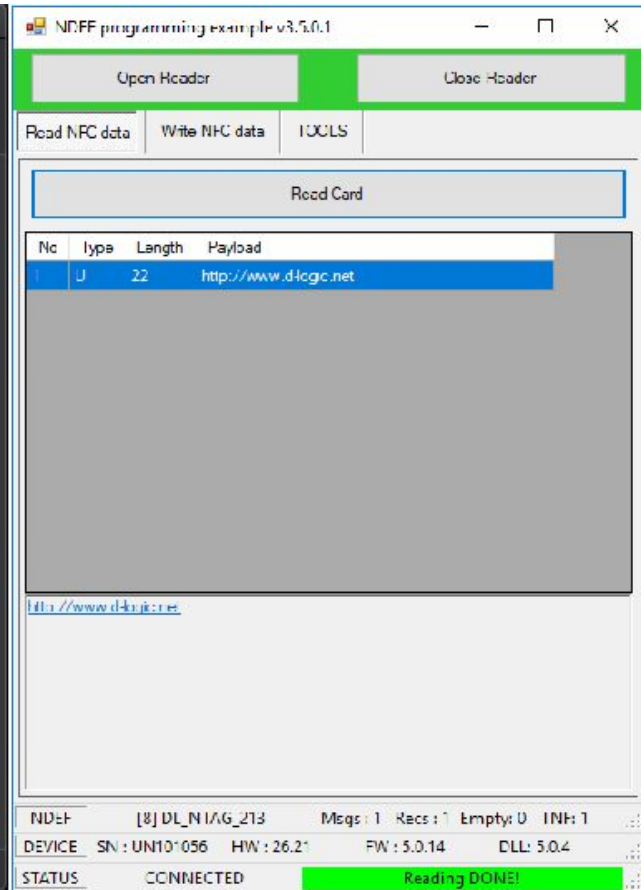 NDEF programming example v3.5.0.1
Open Reader Close Reader
Read NFC data Write NFC data TOOLS
Read Card
No Type Length Payload
1 U 22 http://www.d-logic.net
http://www.d-logic.net
NDEF [8] DL_NTAG_213 Msgs : 1 Recs : 1 Empty: 0 TNF: 1
DEVICE SN : UN101056 HW : 26.21 FW : 5.0.14 DLL: 5.0.4
STATUS CONNECTED Reading DONE!